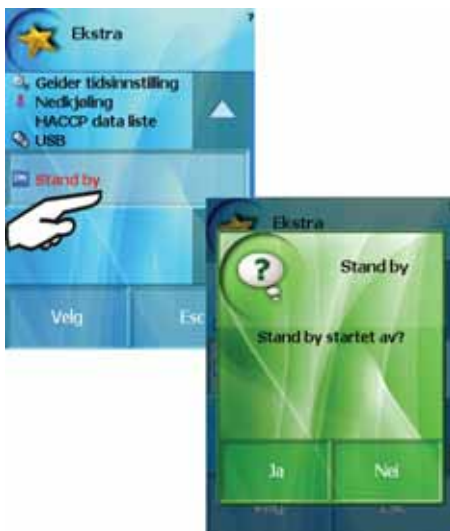 Ekstra
?
Gelder tidsinnstilling
Nedkjøling
HACCP data liste
USB
Stand by
Velg
Esc
Ekstra
Stand by
Stand by startet av?
Ja
Nei